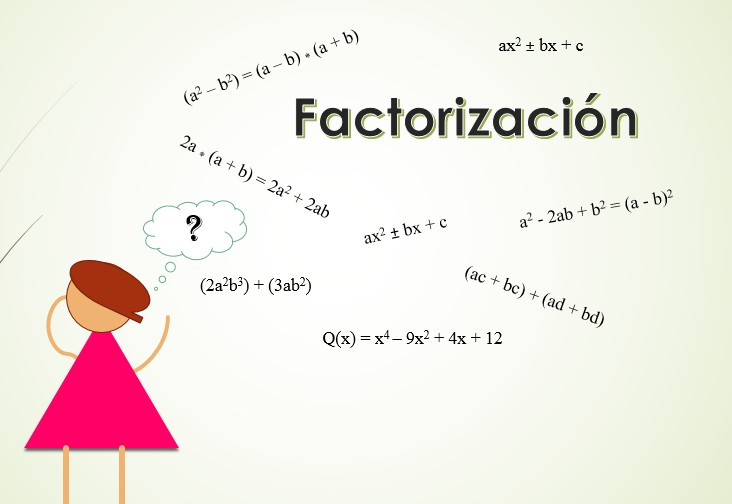 (a² – b²) = (a – b) * (a + b)
ax² ± bx + c
Factorización
2a * (a + b) = 2a² + 2ab
?
ax² ± bx + c
a² - 2ab + b² = (a - b)²
(2a²b³) + (3ab²)
(ac + bc) + (ad + bd)
Q(x) = x⁴ – 9x² + 4x + 12